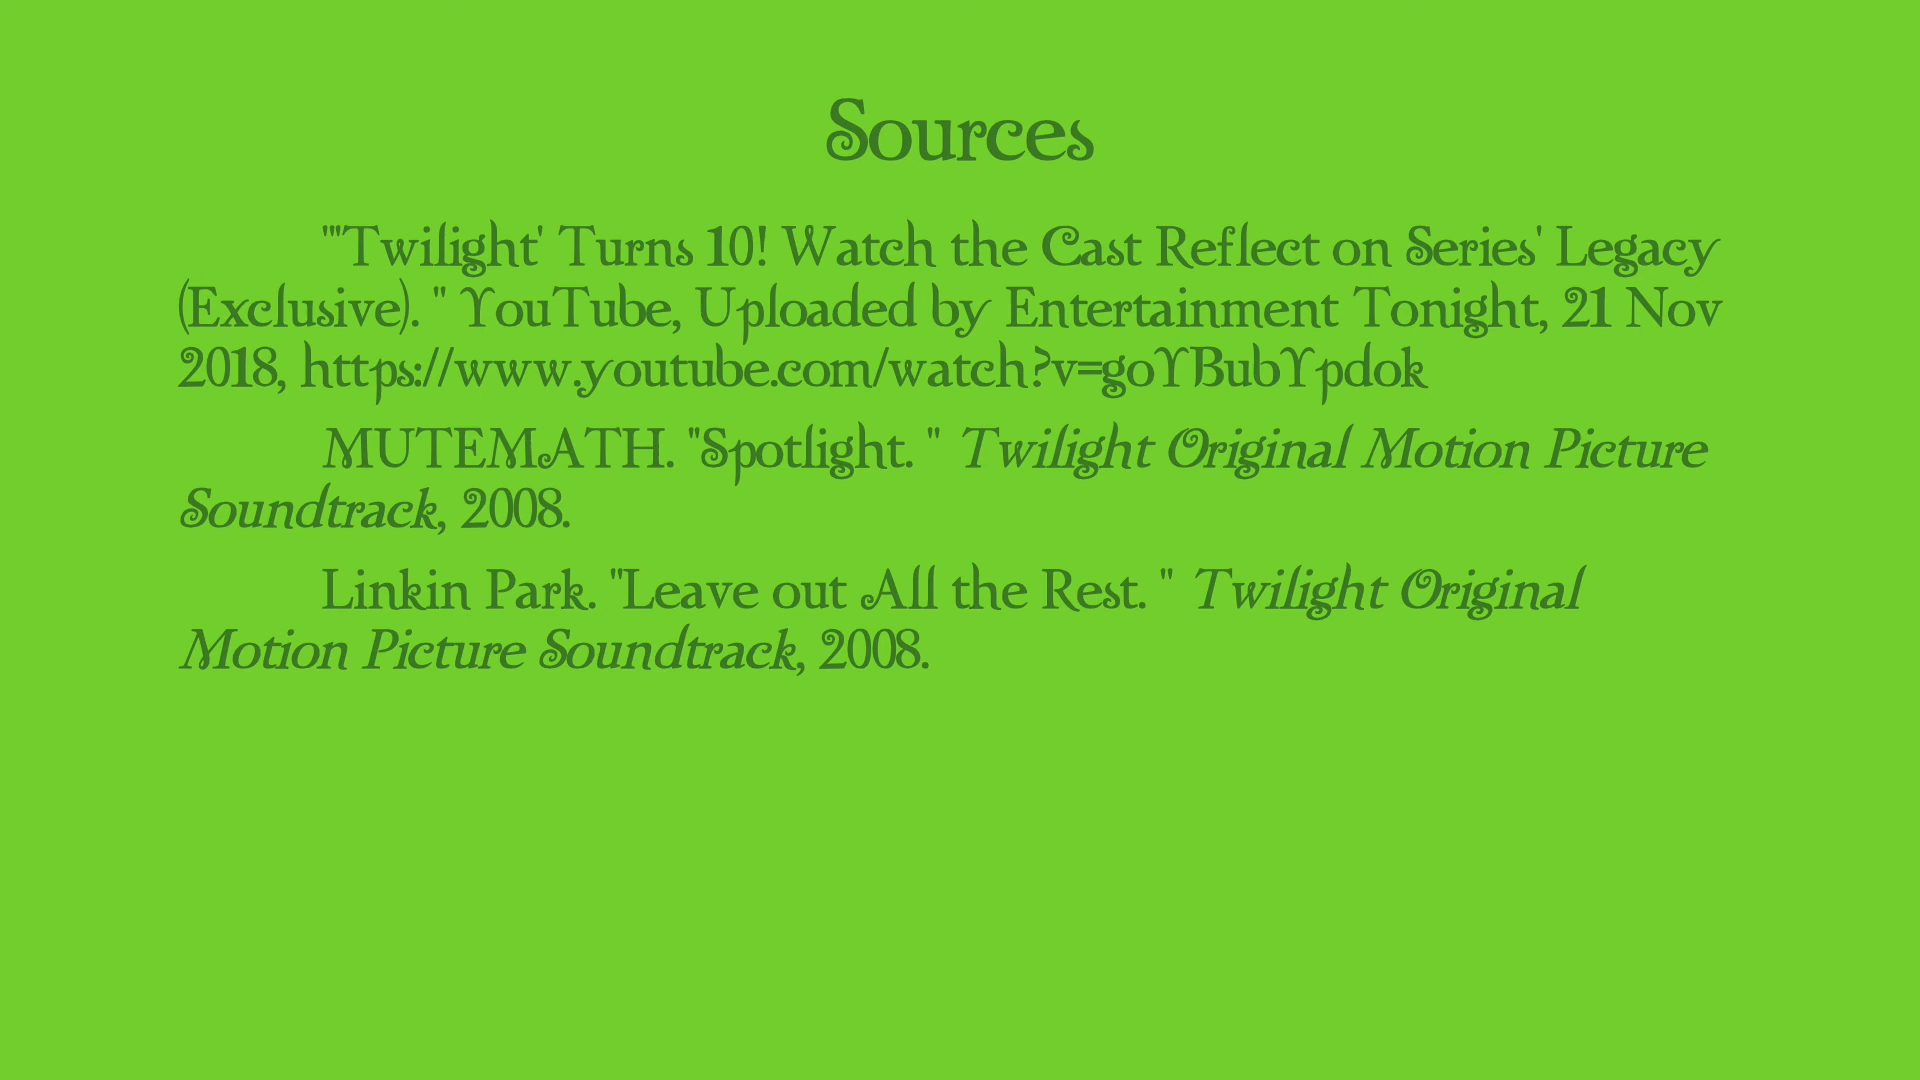 Sources
"'Twilight' Turns 10! Watch the Cast Reflect on Series' Legacy
(Exclusive). " YouTube, Uploaded by Entertainment Tonight, 21 Nov
2018, https://www.youtube.com/watch?v=goYBubYpdok
MUTEMATH. "Spotlight. " Twilight Original Motion Picture
Soundtrack, 2008.
Linkin Park. "Leave out All the Rest. " Twilight Original
Motion Picture Soundtrack, 2008.